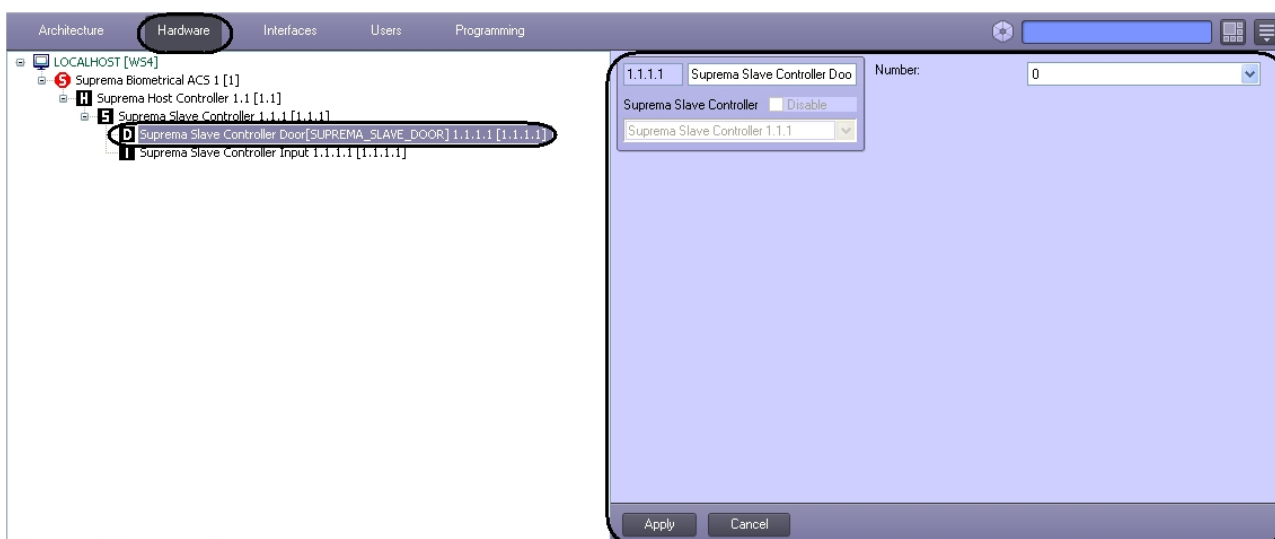 Architecture Hardware Interfaces Users Programming
LOCALHOST [WS4]
S Suprema Biometrical ACS 1 [1]
H Suprema Host Controller 1.1 [1.1]
S Suprema Slave Controller 1.1.1 [1.1.1]
D Suprema Slave Controller Door[SUPREMA_SLAVE_DOOR] 1.1.1.1 [1.1.1.1]
I Suprema Slave Controller Input 1.1.1.1 [1.1.1.1]
1.1.1.1 Suprema Slave Controller Doo
Suprema Slave Controller Disable
Suprema Slave Controller 1.1.1
Number: 0
Apply Cancel